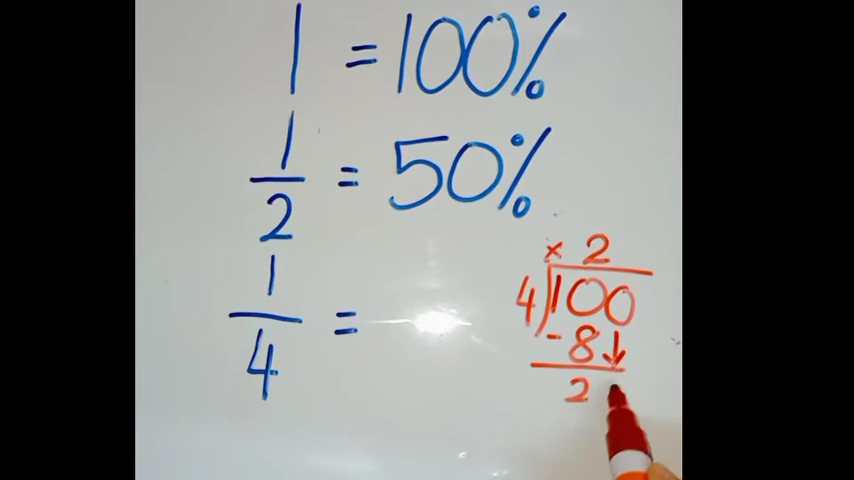 1 = 100%
1/2 = 50%
1/4 =
× 2
4)100
-8↓
2